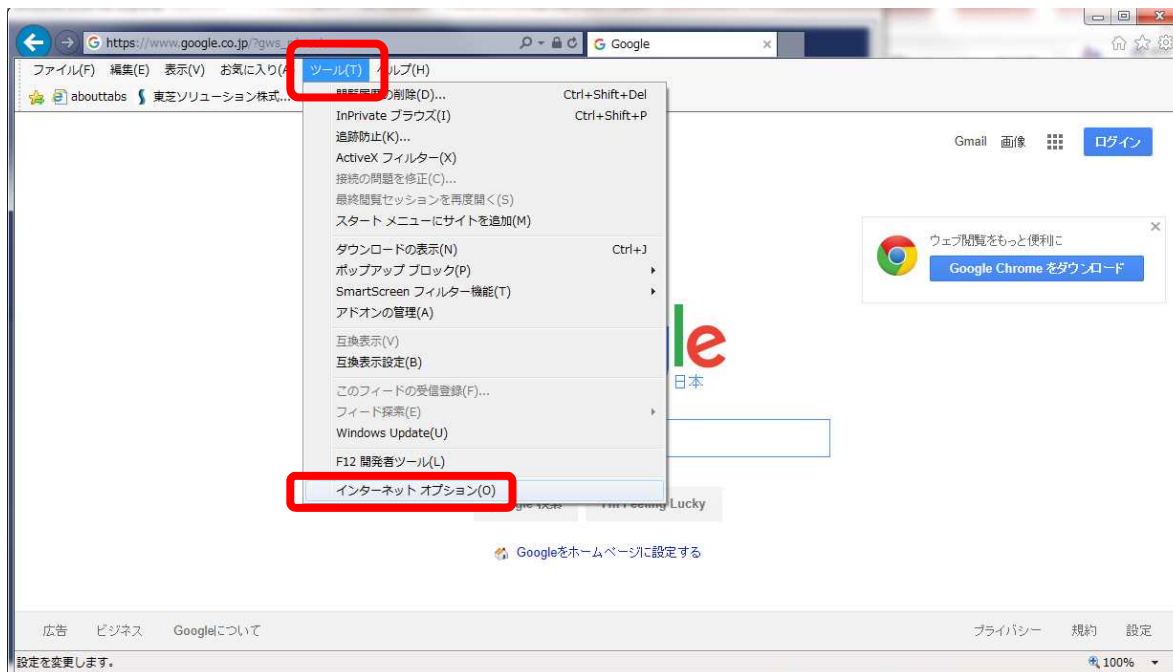 https://www.google.co.jp/?gws_
Google
ファイル(F) 編集(E) 表示(V) お気に入り(A ツール(T) ヘルプ(H)
abouttabs 東芝ソリューション株式...
閲覧履歴の削除(D)... Ctrl+Shift+Del
InPrivate ブラウズ(I) Ctrl+Shift+P
追跡防止(K)...
ActiveX フィルター(X)
接続の問題を修正(C)...
最終閲覧セッションを再度開く(S)
スタート メニューにサイトを追加(M)
ダウンロードの表示(N) Ctrl+J
ポップアップ ブロック(P)
SmartScreen フィルター機能(T)
アドオンの管理(A)
互換表示(V)
互換表示設定(B)
このフィードの受信登録(F)...
フィード探索(E)
Windows Update(U)
F12 開発者ツール(L)
インターネット オプション(O)
Gmail 画像 ログイン
ウェブ閲覧をもっと便利に
Google Chrome をダウンロード
gle
日本
Google 検索 I'm Feeling Lucky
Googleをホームページに設定する
広告 ビジネス Googleについて プライバシー 規約 設定
設定を変更します。 100%